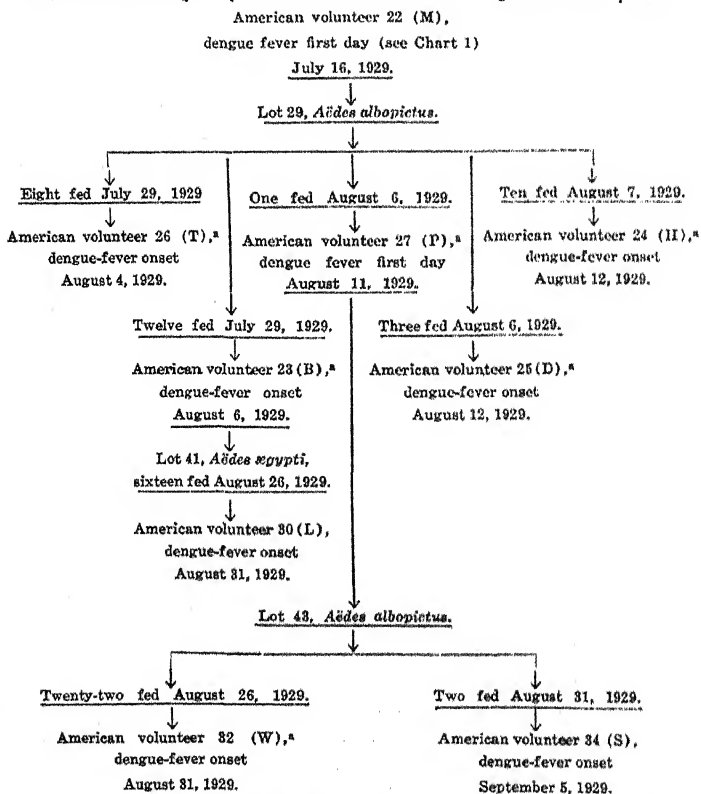 American volunteer 22 (M),
dengue fever first day (see Chart 1)
July 16, 1929.
Lot 29, Aëdes albopictus.
Eight fed July 29, 1929
American volunteer 26 (T),ª
dengue-fever onset
August 4, 1929.
One fed August 6, 1929.
American volunteer 27 (P),ª
dengue fever first day
August 11, 1929.
Ten fed August 7, 1929.
American volunteer 24 (H),ª
dengue-fever onset
August 12, 1929.
Twelve fed July 29, 1929.
American volunteer 23 (B),ª
dengue-fever onset
August 6, 1929.
Lot 41, Aëdes ægypti,
sixteen fed August 26, 1929.
American volunteer 30 (L),
dengue-fever onset
August 31, 1929.
Three fed August 6, 1929.
American volunteer 25 (D),ª
dengue-fever onset
August 12, 1929.
Lot 43, Aëdes albopictus.
Twenty-two fed August 26, 1929.
American volunteer 32 (W),ª
dengue-fever onset
August 31, 1929.
Two fed August 31, 1929.
American volunteer 34 (S),
dengue-fever onset
September 5, 1929.